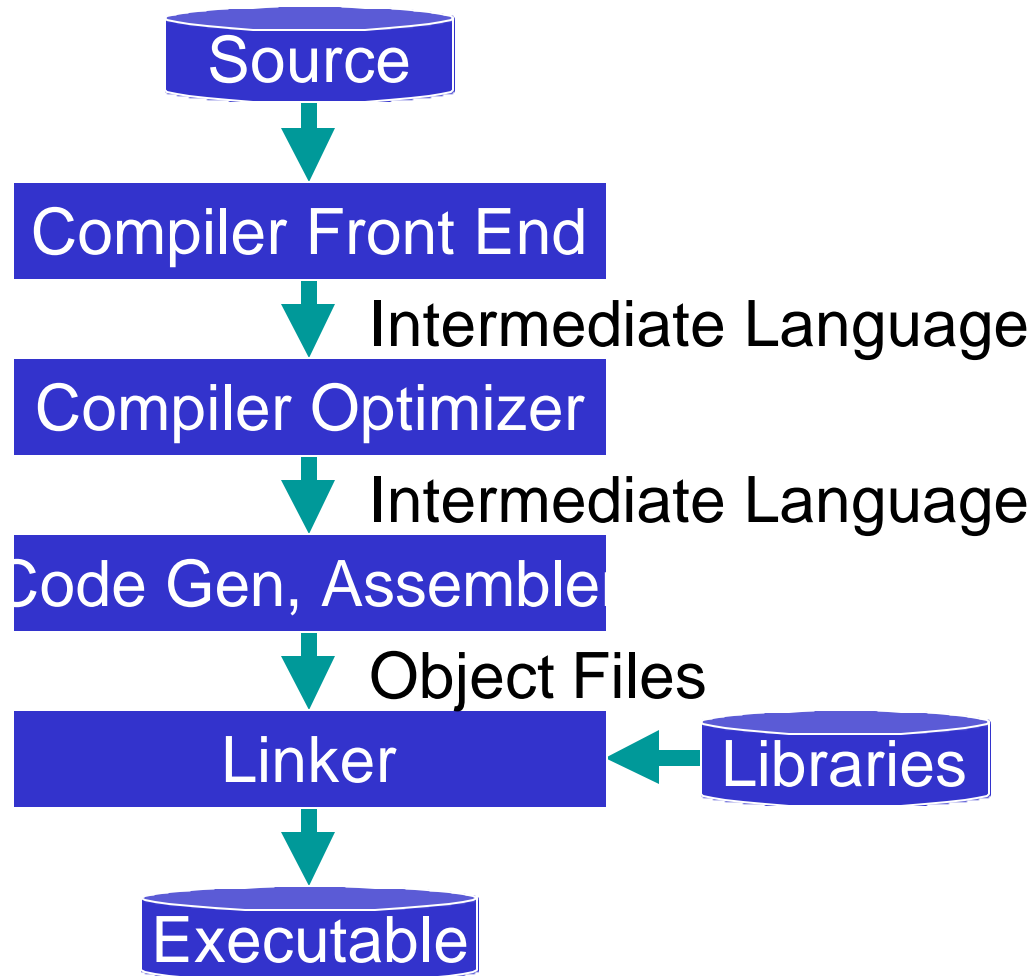 Source
Compiler Front End
Intermediate Language
Compiler Optimizer
Intermediate Language
Code Gen, Assembler
Object Files
Linker
Libraries
Executable